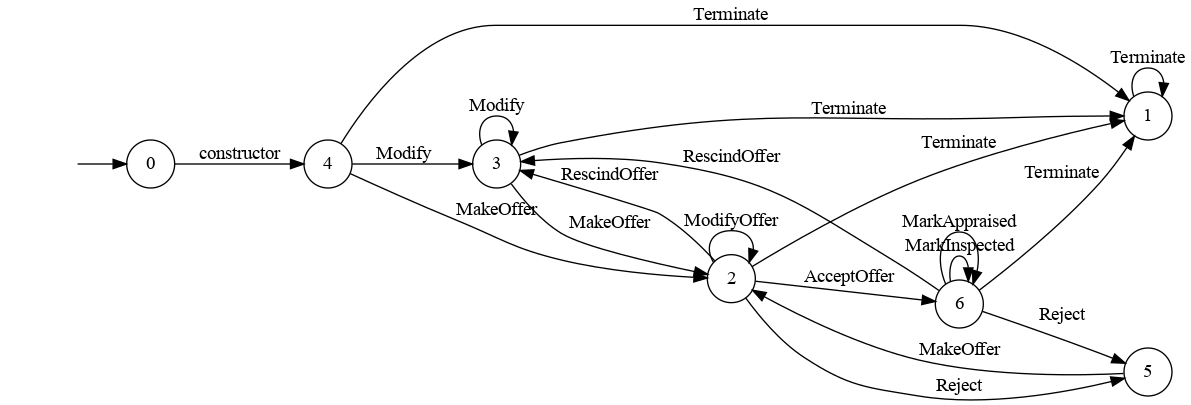 Terminate
Terminate
1
Modify
Terminate
constructor
Modify
RescindOffer
Terminate
0
4
3
RescindOffer
Terminate
MakeOffer
MakeOffer
ModifyOffer
MarkAppraised
MarkInspected
2
AcceptOffer
6
Reject
MakeOffer
5
Reject